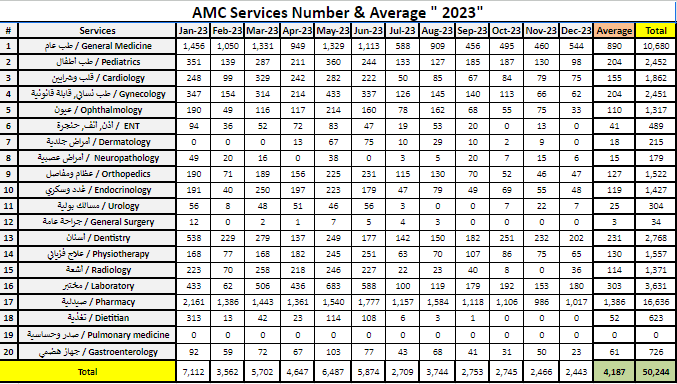 AMC Services Number & Average " 2023"
# Services Jan-23 Feb-23 Mar-23 Apr-23 May-23 Jun-23 Jul-23 Aug-23 Sep-23 Oct-23 Nov-23 Dec-23 Average Total
1 طب عام / General Medicine 1,456 1,050 1,331 949 1,329 1,113 588 909 456 495 460 544 890 10,680
2 طب أطفال / Pediatrics 351 139 287 211 360 244 133 127 185 187 130 98 204 2,452
3 قلب وشرايين / Cardiology 248 99 329 242 282 222 50 85 67 84 79 75 155 1,862
4 طب نسائي, قابلة قانونية / Gynecology 347 154 314 214 433 337 126 145 140 113 66 62 204 2,451
5 عيون / Ophthalmology 190 49 116 117 214 160 78 162 68 55 75 33 110 1,317
6 أذن, أنف, حنجرة / ENT 94 36 52 72 83 47 19 53 20 0 13 0 41 489
7 أمراض جلدية / Dermatology 0 0 0 13 67 75 10 29 10 2 9 0 18 215
8 أمراض عصبية / Neuropathology 49 20 16 0 38 0 3 5 20 7 15 6 15 179
9 عظام ومفاصل / Orthopedics 190 71 189 156 225 231 115 130 70 52 46 47 127 1,522
10 غدد وسكري / Endocrinology 191 40 250 197 223 179 47 79 49 69 55 48 119 1,427
11 مسالك بولية / Urology 56 8 48 51 46 56 3 0 0 7 22 7 25 304
12 جراحة عامة / General Surgery 12 0 2 1 7 5 4 3 0 0 0 0 3 34
13 أسنان / Dentistry 538 229 279 137 249 177 142 150 182 251 232 202 231 2,768
14 علاج فزيائي / Physiotherapy 168 77 168 182 245 251 63 70 107 86 75 65 130 1,557
15 أشعة / Radiology 223 70 258 218 246 227 22 23 40 8 0 36 114 1,371
16 مختبر / Laboratory 433 62 506 436 683 588 100 119 179 192 153 180 303 3,631
17 صيدلية / Pharmacy 2,161 1,386 1,443 1,361 1,540 1,777 1,157 1,584 1,118 1,106 986 1,017 1,386 16,636
18 تغذية / Dietitian 313 13 42 23 114 108 6 3 1 0 0 0 52 623
19 صدر وحساسية / Pulmonary medicine 0 0 0 0 0 0 0 0 0 0 0 0 0 0
20 جهاز هضمي / Gastroenterology 92 59 72 67 103 77 43 68 41 31 50 23 61 726
Total 7,112 3,562 5,702 4,647 6,487 5,874 2,709 3,744 2,753 2,745 2,466 2,443 4,187 50,244